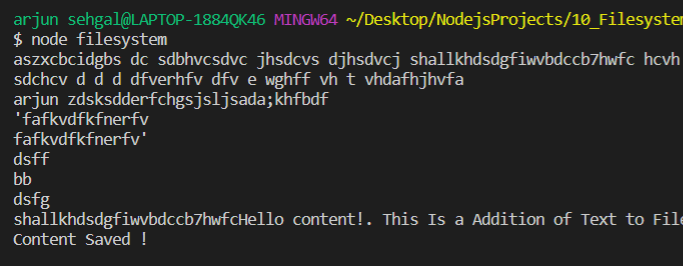 arjun sehgal@LAPTOP-1884QK46 MINGW64 ~/Desktop/NodejsProjects/10_Filesystem
$ node filesystem
aszxcbcidgbs dc sdbhvcsdvc jhsdcvs djhsdvcj shallkhdsdgfiwvbdccb7hwfc hcvh
sdchcv d d d dfverhfv dfv e wghff vh t vhdafhjhvfa
arjun zdsksdderfchgsjsljsada;khfbdf
'fafkvdfkfnerfv
fafkvdfkfnerfv'
dsff
bb
dsfg
shallkhdsdgfiwvbdccb7hwfcHello content!. This Is a Addition of Text to File
Content Saved !